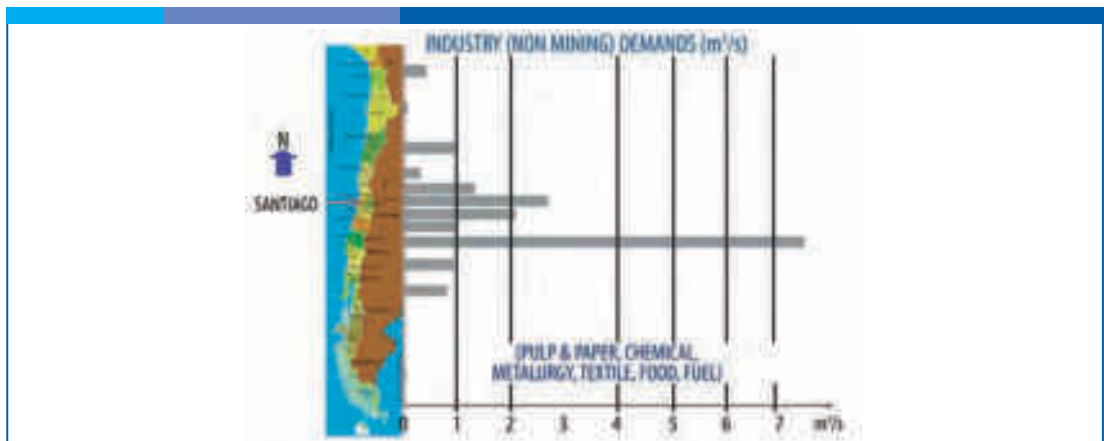 INDUSTRY (NON MINING) DEMANDS (m³/s)
N
SANTIAGO
(PULP & PAPER, CHEMICAL,
METALURGY, TEXTILE, FOOD, FUEL)
0 1 2 3 4 5 6 7 m³/s